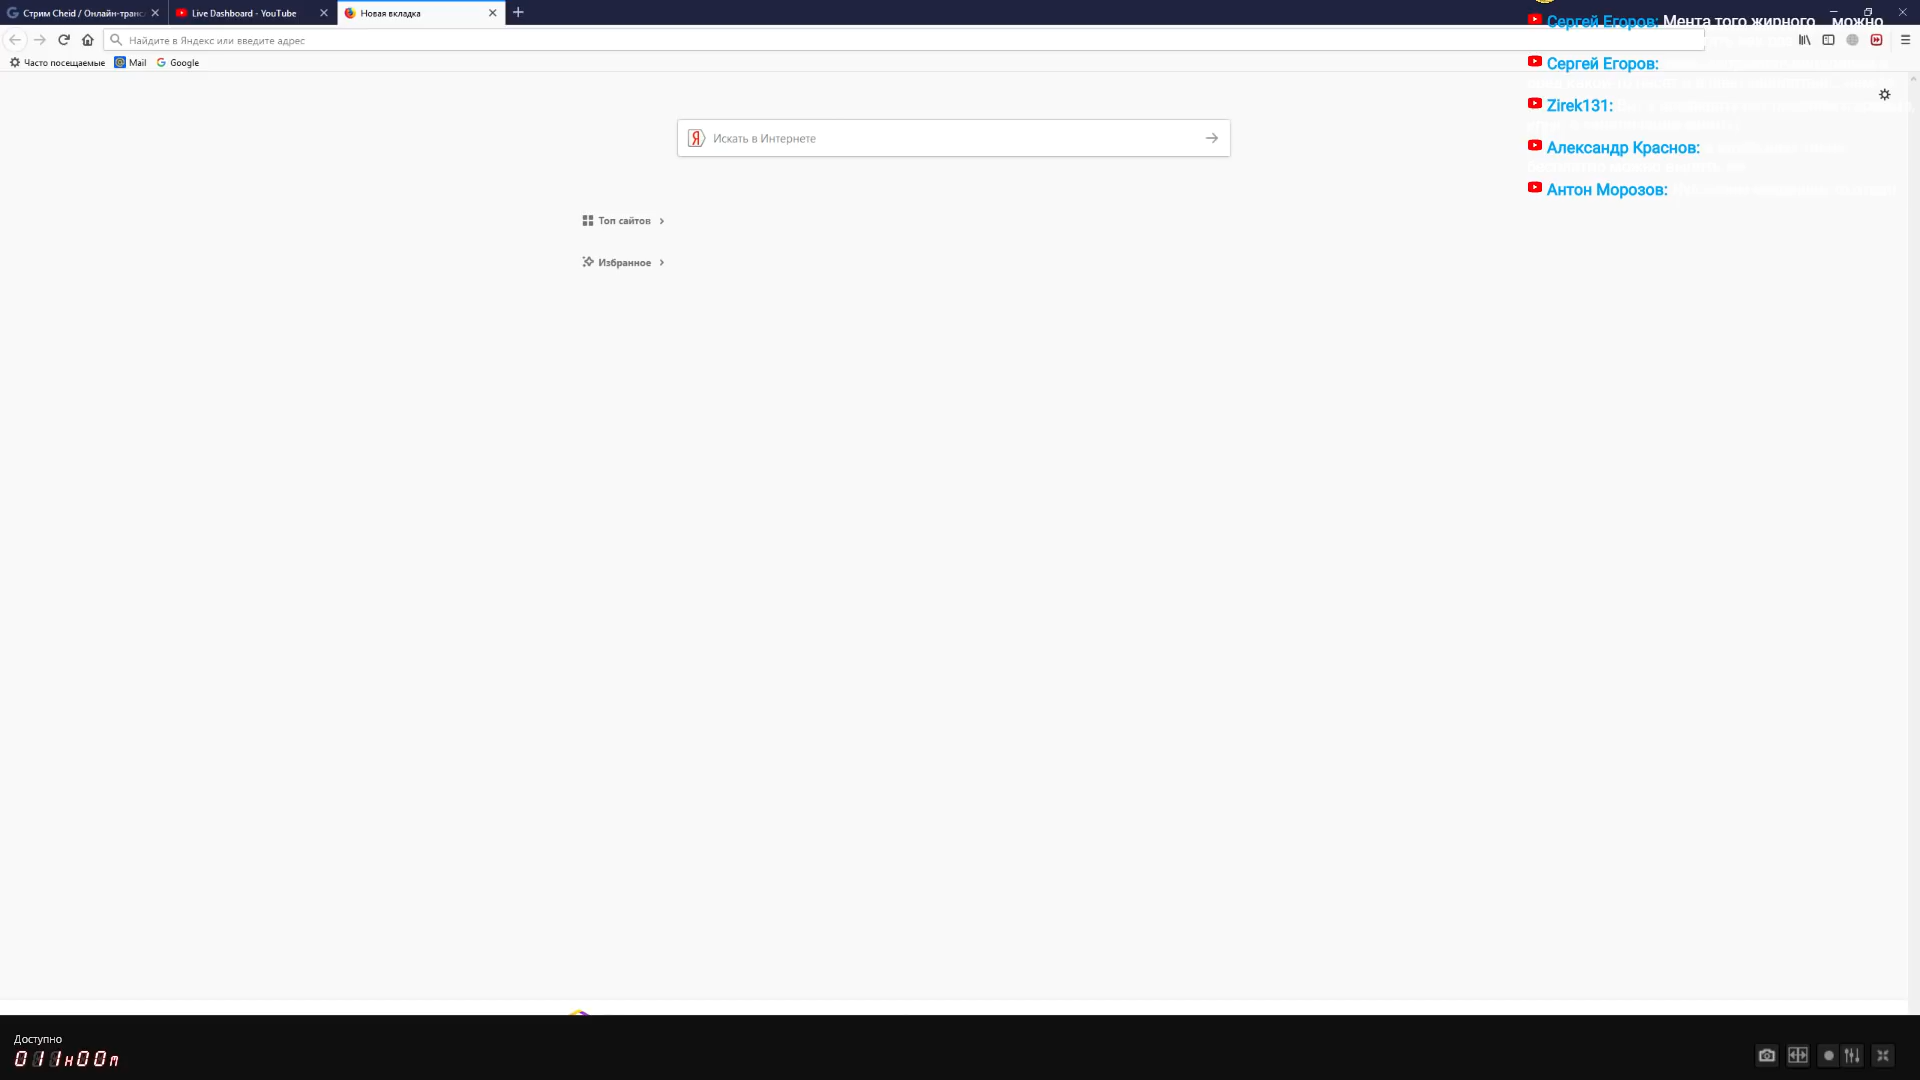 Стрим Cheid / Онлайн-транс
Live Dashboard - YouTube
Новая вкладка
Сергей Егоров: Мента того жирного можно
Найдите в Яндекс или введите адрес
Часто посещаемые
Mail
Google
Сергей Егоров:
Zirek131:
Искать в Интернете
Александр Краснов:
Антон Морозов:
Топ сайтов
Избранное
Доступно
011H00m